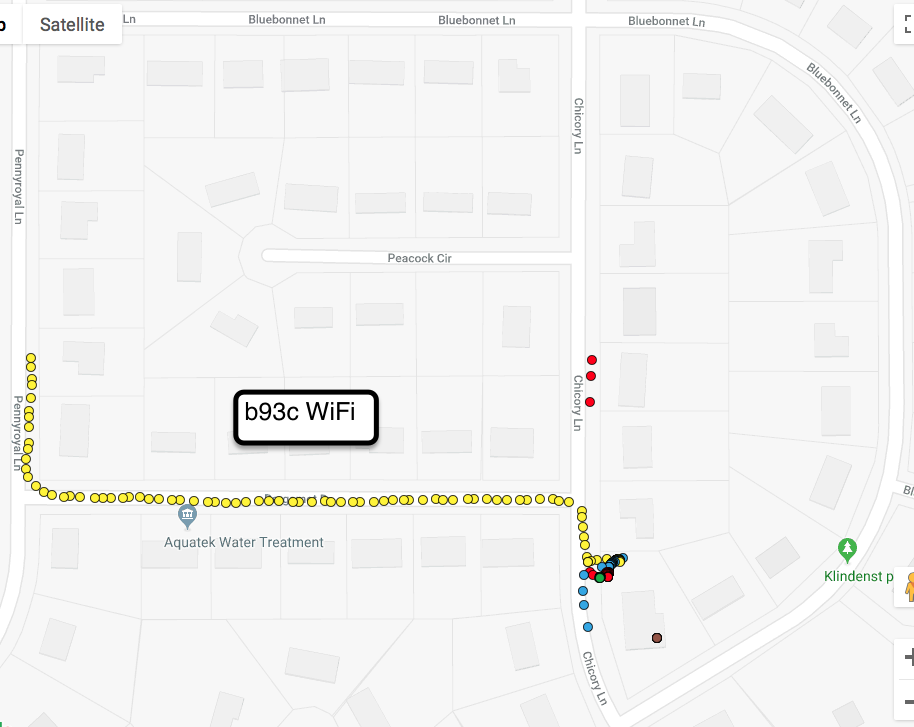 Satellite
Ln
Bluebonnet Ln
Bluebonnet Ln
Bluebonnet Ln
Bluebonnet Ln
Chicory Ln
Pennyroyal Ln
Peacock Cir
Chicory Ln
Pennyroyal Ln
b93c WiFi
Aquatek Water Treatment
Klindenst p
Chicory Ln